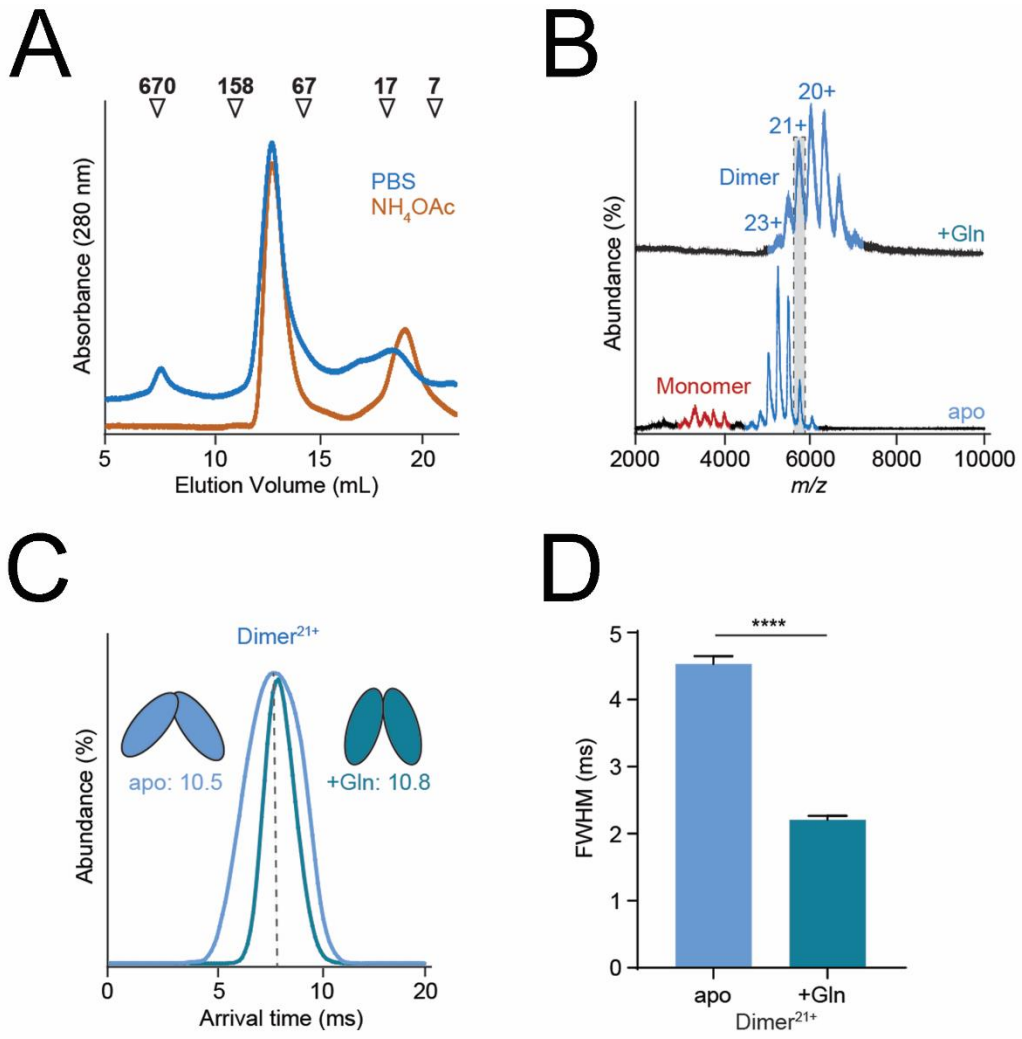 A
670 158 67 17 7
PBS
NH₄OAc
Absorbance (280 nm)
5 10 15 20
Elution Volume (mL)
B
20+
21+
Dimer
23+
+Gln
Monomer
apo
Abundance (%)
2000 4000 6000 8000 10000
m/z
C
Dimer²¹⁺
apo: 10.5
+Gln: 10.8
Abundance (%)
0 5 10 20
Arrival time (ms)
D
****
5
4
3
2
1
0
FWHM (ms)
apo +Gln
Dimer²¹⁺